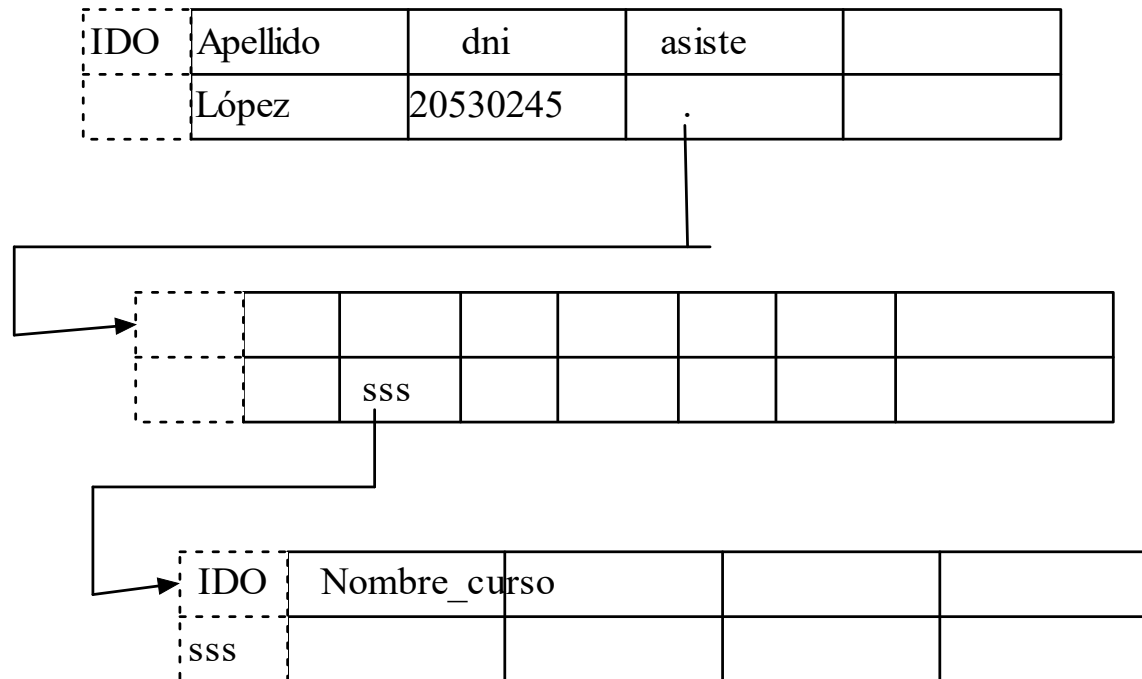 IDO Apellido dni asiste
López 20530245 .
sss
IDO Nombre_curso
sss